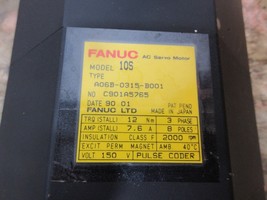 FANUC AC Servo Motor
MODEL 10S
TYPE
A06B-0315-B001
NO. C901A5765
DATE 90.01 PAT PEND
FANUC LTD MADE IN JAPAN
TRQ (STALL) 12 Nm 3 PHASE
AMP (STALL) 7.6 A 8 POLES
INSULATION CLASS F 2000
EXCIT PERM MAGNET AMB. 40°C
VOLT 150 V PULSE CODER